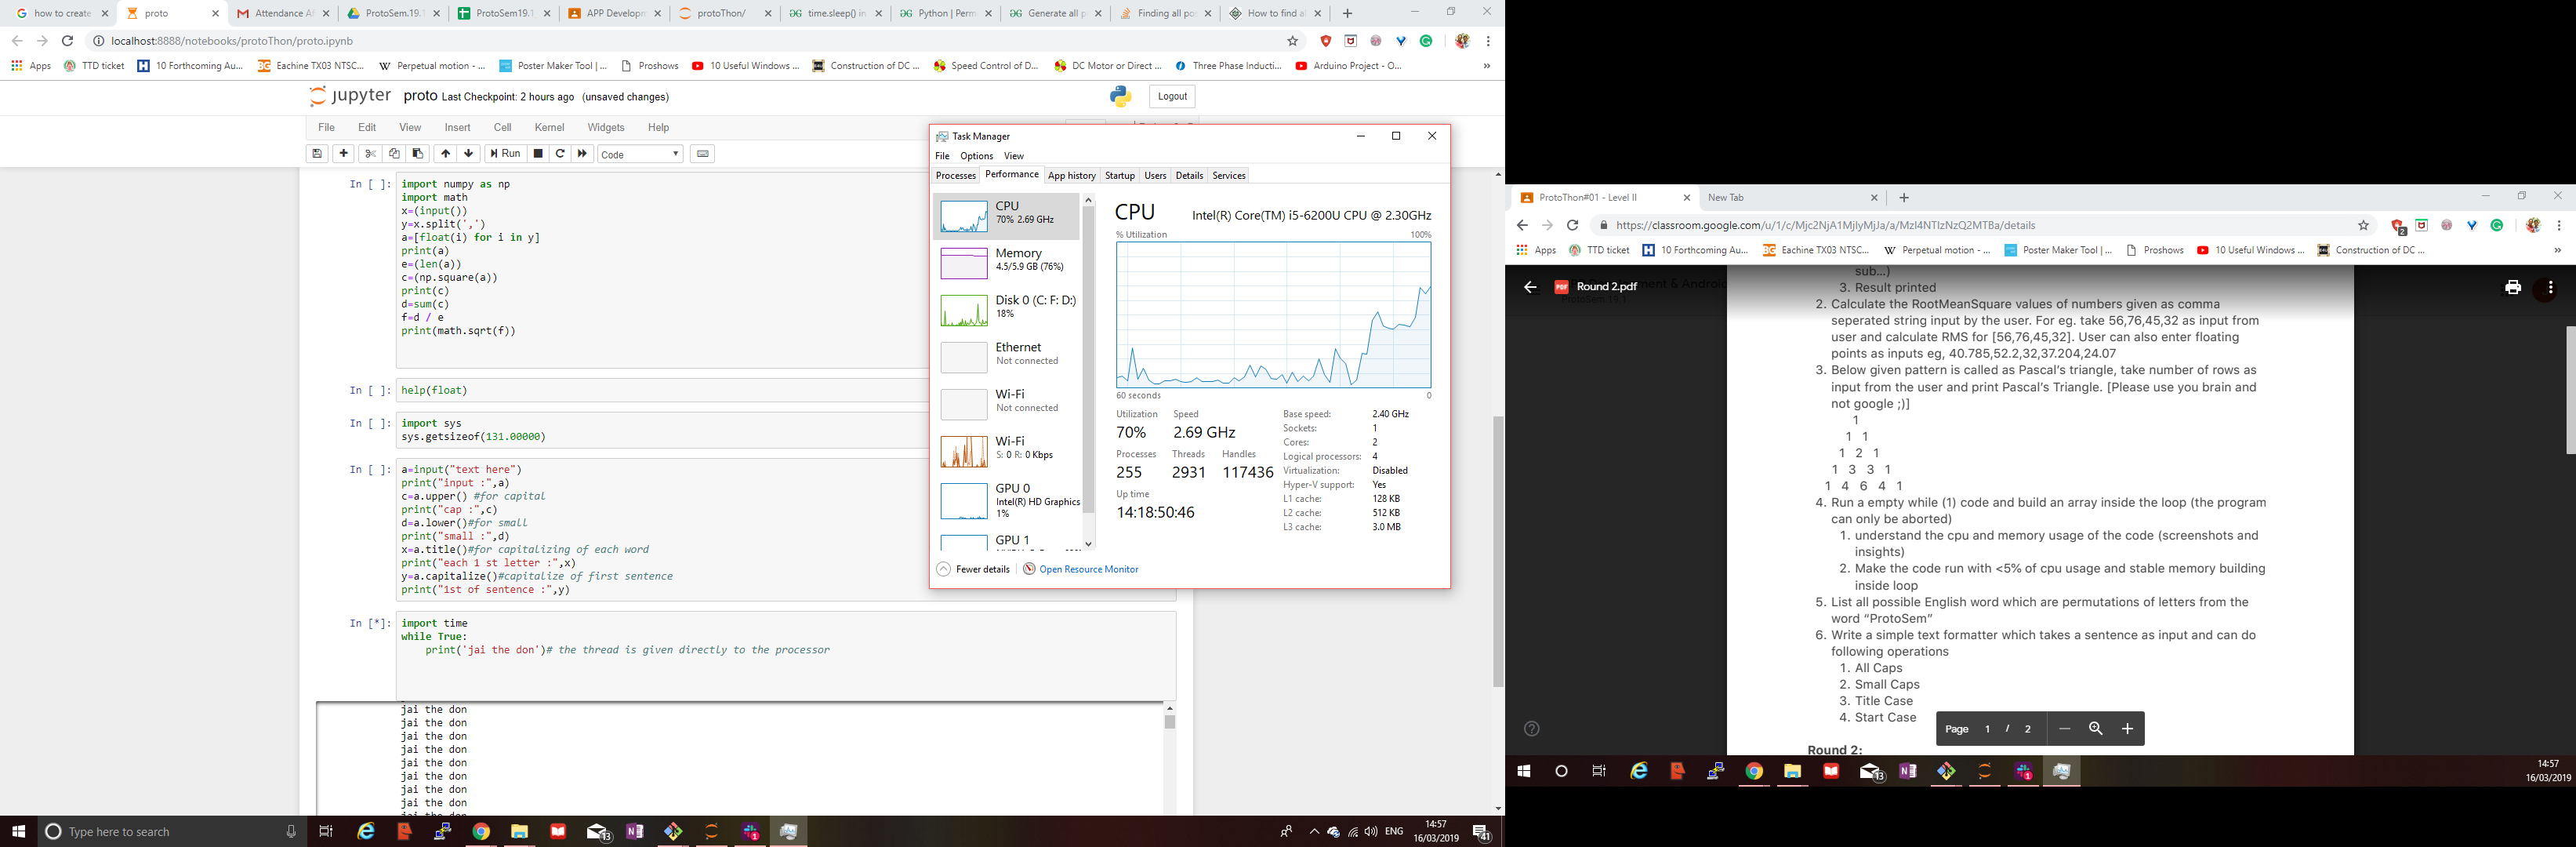 how to create
proto
Attendance Af
ProtoSem.19.1
ProtoSem19.1
APP Developm
protoThon/
time.sleep() in
Python | Perm
Generate all p
Finding all po
How to find al
localhost:8888/notebooks/protoThon/proto.ipynb
Apps
TTD ticket
10 Forthcoming Au...
Eachine TX03 NTSC...
Perpetual motion - ...
Poster Maker Tool |...
Proshows
10 Useful Windows ...
Construction of DC ...
Speed Control of D...
DC Motor or Direct ...
Three Phase Inducti...
Arduino Project - O...
»
jupyter proto Last Checkpoint: 2 hours ago (unsaved changes)
Logout
File Edit View Insert Cell Kernel Widgets Help
Run
Code
In [ ]:
import numpy as np
import math
x=(input())
y=x.split(',')
a=[float(i) for i in y]
print(a)
e=(len(a))
c=(np.square(a))
print(c)
d=sum(c)
f=d / e
print(math.sqrt(f))
In [ ]: help(float)
In [ ]: import sys
sys.getsizeof(131.00000)
In [ ]: a=input("text here")
print("input :",a)
c=a.upper() #for capital
print("cap :",c)
d=a.lower()#for small
print("small :",d)
x=a.title()#for capitalizing of each word
print("each 1 st letter :",x)
y=a.capitalize()#capitalize of first sentence
print("1st of sentence :",y)
In [*]: import time
while True:
print('jai the don')# the thread is given directly to the processor
jai the don
jai the don
jai the don
jai the don
jai the don
jai the don
jai the don
jai the don
Task Manager
File Options View
Processes Performance App history Startup Users Details Services
CPU
70% 2.69 GHz
Memory
4.5/5.9 GB (76%)
Disk 0 (C: F: D:)
18%
Ethernet
Not connected
Wi-Fi
Not connected
Wi-Fi
S: 0 R: 0 Kbps
GPU 0
Intel(R) HD Graphics
1%
GPU 1
CPU Intel(R) Core(TM) i5-6200U CPU @ 2.30GHz
% Utilization 100%
60 seconds 0
Utilization Speed
70% 2.69 GHz
Processes Threads Handles
255 2931 117436
Up time
14:18:50:46
Base speed: 2.40 GHz
Sockets: 1
Cores: 2
Logical processors: 4
Virtualization: Disabled
Hyper-V support: Yes
L1 cache: 128 KB
L2 cache: 512 KB
L3 cache: 3.0 MB
Fewer details Open Resource Monitor
Type here to search
13
1
ENG
14:57
16/03/2019
41
ProtoThon#01 - Level II
New Tab
https://classroom.google.com/u/1/c/Mjc2NjA1MjIyMjJa/a/MzI4NTIzNzQ2MTBa/details
2
Apps
TTD ticket
10 Forthcoming Au...
Eachine TX03 NTSC...
Perpetual motion - ...
Poster Maker Tool |...
Proshows
10 Useful Windows ...
Construction of DC ...
»
PDF Round 2.pdf
sub...)
3. Result printed
2. Calculate the RootMeanSquare values of numbers given as comma
seperated string input by the user. For eg. take 56,76,45,32 as input from
user and calculate RMS for [56,76,45,32]. User can also enter floating
points as inputs eg, 40.785,52.2,32,37.204,24.07
3. Below given pattern is called as Pascal's triangle, take number of rows as
input from the user and print Pascal's Triangle. [Please use you brain and
not google ;)]
1
1 1
1 2 1
1 3 3 1
1 4 6 4 1
4. Run a empty while (1) code and build an array inside the loop (the program
can only be aborted)
1. understand the cpu and memory usage of the code (screenshots and
insights)
2. Make the code run with <5% of cpu usage and stable memory building
inside loop
5. List all possible English word which are permutations of letters from the
word "ProtoSem"
6. Write a simple text formatter which takes a sentence as input and can do
following operations
1. All Caps
2. Small Caps
3. Title Case
4. Start Case
Page 1 / 2
Round 2:
13
1
14:57
16/03/2019